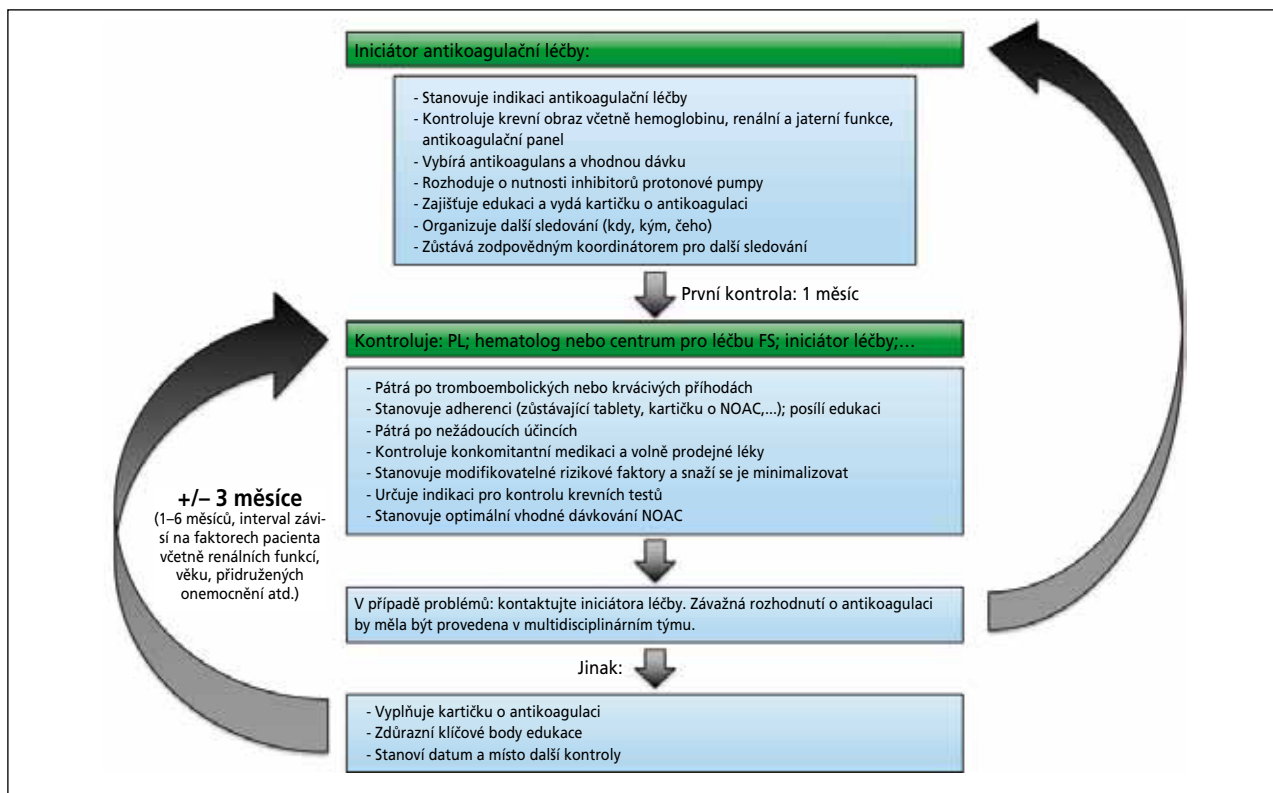 Iniciátor antikoagulační léčby:
- Stanovuje indikaci antikoagulační léčby
- Kontroluje krevní obraz včetně hemoglobinu, renální a jaterní funkce,
antikoagulační panel
- Vybírá antikoagulans a vhodnou dávku
- Rozhoduje o nutnosti inhibitorů protonové pumpy
- Zajišťuje edukaci a vydá kartičku o antikoagulaci
- Organizuje další sledování (kdy, kým, čeho)
- Zůstává zodpovědným koordinátorem pro další sledování
První kontrola: 1 měsíc
Kontroluje: PL; hematolog nebo centrum pro léčbu FS; iniciátor léčby;…
- Pátrá po tromboembolických nebo krvácivých příhodách
- Stanovuje adherenci (zůstávající tablety, kartičku o NOAC,...); posílí edukaci
- Pátrá po nežádoucích účincích
- Kontroluje konkomitantní medikaci a volně prodejné léky
- Stanovuje modifikovatelné rizikové faktory a snaží se je minimalizovat
- Určuje indikaci pro kontrolu krevních testů
- Stanovuje optimální vhodné dávkování NOAC
+/– 3 měsíce
(1–6 měsíců, interval závi-
sí na faktorech pacienta
včetně renálních funkcí,
věku, přidružených
onemocnění atd.)
V případě problémů: kontaktujte iniciátora léčby. Závažná rozhodnutí o antikoagulaci
by měla být provedena v multidisciplinárním týmu.
Jinak:
- Vyplňuje kartičku o antikoagulaci
- Zdůrazní klíčové body edukace
- Stanoví datum a místo další kontroly